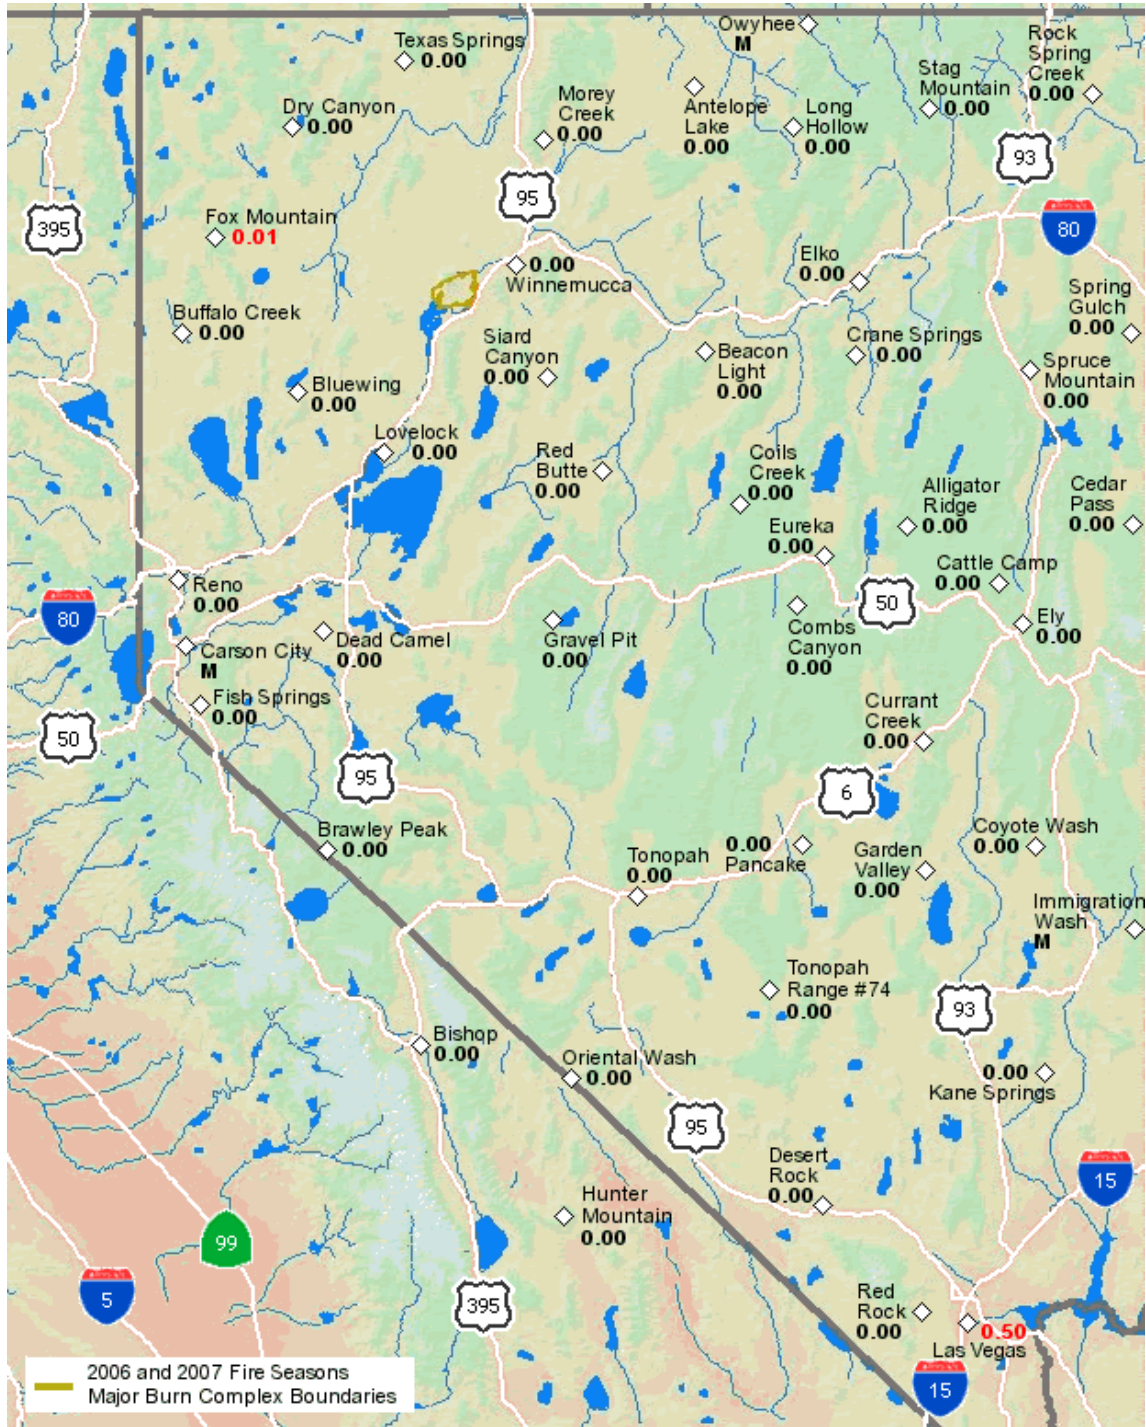 Owyhee
M
Texas Springs
0.00
Rock
Spring
Creek
0.00
Stag
Mountain
0.00
Morey
Creek
0.00
Dry Canyon
0.00
Antelope
Lake
0.00
Long
Hollow
0.00
93
95
395
Fox Mountain
0.01
80
0.00
Winnemucca
Elko
0.00
Spring
Gulch
0.00
Buffalo Creek
0.00
Siard
Canyon
0.00
Beacon
Light
0.00
Crane Springs
0.00
Spruce
Mountain
0.00
Bluewing
0.00
Lovelock
0.00
Red
Butte
0.00
Coils
Creek
0.00
Alligator
Ridge
0.00
Cedar
Pass
0.00
Eureka
0.00
Cattle Camp
0.00
Reno
0.00
80
50
Ely
0.00
Dead Camel
0.00
Gravel Pit
0.00
Combs
Canyon
0.00
Carson City
M
Fish Springs
0.00
50
Currant
Creek
0.00
95
6
Brawley Peak
0.00
Tonopah
0.00
0.00
Pancake
Garden
Valley
0.00
Coyote Wash
0.00
Immigration
Wash
M
Tonopah
Range #74
0.00
93
Bishop
0.00
Oriental Wash
0.00
0.00
Kane Springs
95
Desert
Rock
0.00
15
Hunter
Mountain
0.00
99
5
395
Red
Rock
0.00
0.50
Las Vegas
15
2006 and 2007 Fire Seasons
Major Burn Complex Boundaries